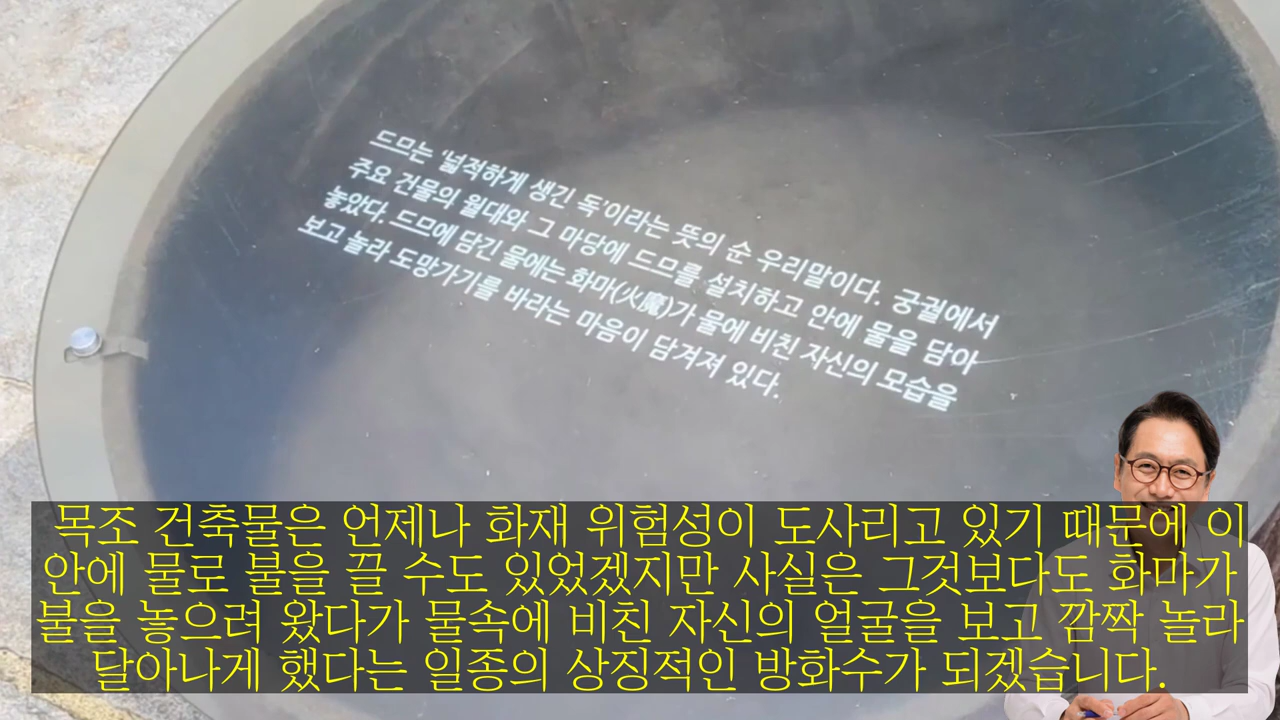 드므는 '넓적하게 생긴 독'이라는 뜻의 순 우리말이다. 궁궐에서
주요 건물의 월대와 그 마당에 드므를 설치하고 안에 물을 담아
놓았다. 드므에 담긴 물에는 화마(火魔)가 물에 비친 자신의 모습을
보고 놀라 도망가기를 바라는 마음이 담겨져 있다.
목조 건축물은 언제나 화재 위험성이 도사리고 있기 때문에 이
안에 물로 불을 끌 수도 있었겠지만 사실은 그것보다도 화마가
불을 놓으려 왔다가 물속에 비친 자신의 얼굴을 보고 깜짝 놀라
달아나게 했다는 일종의 상징적인 방화수가 되겠습니다.